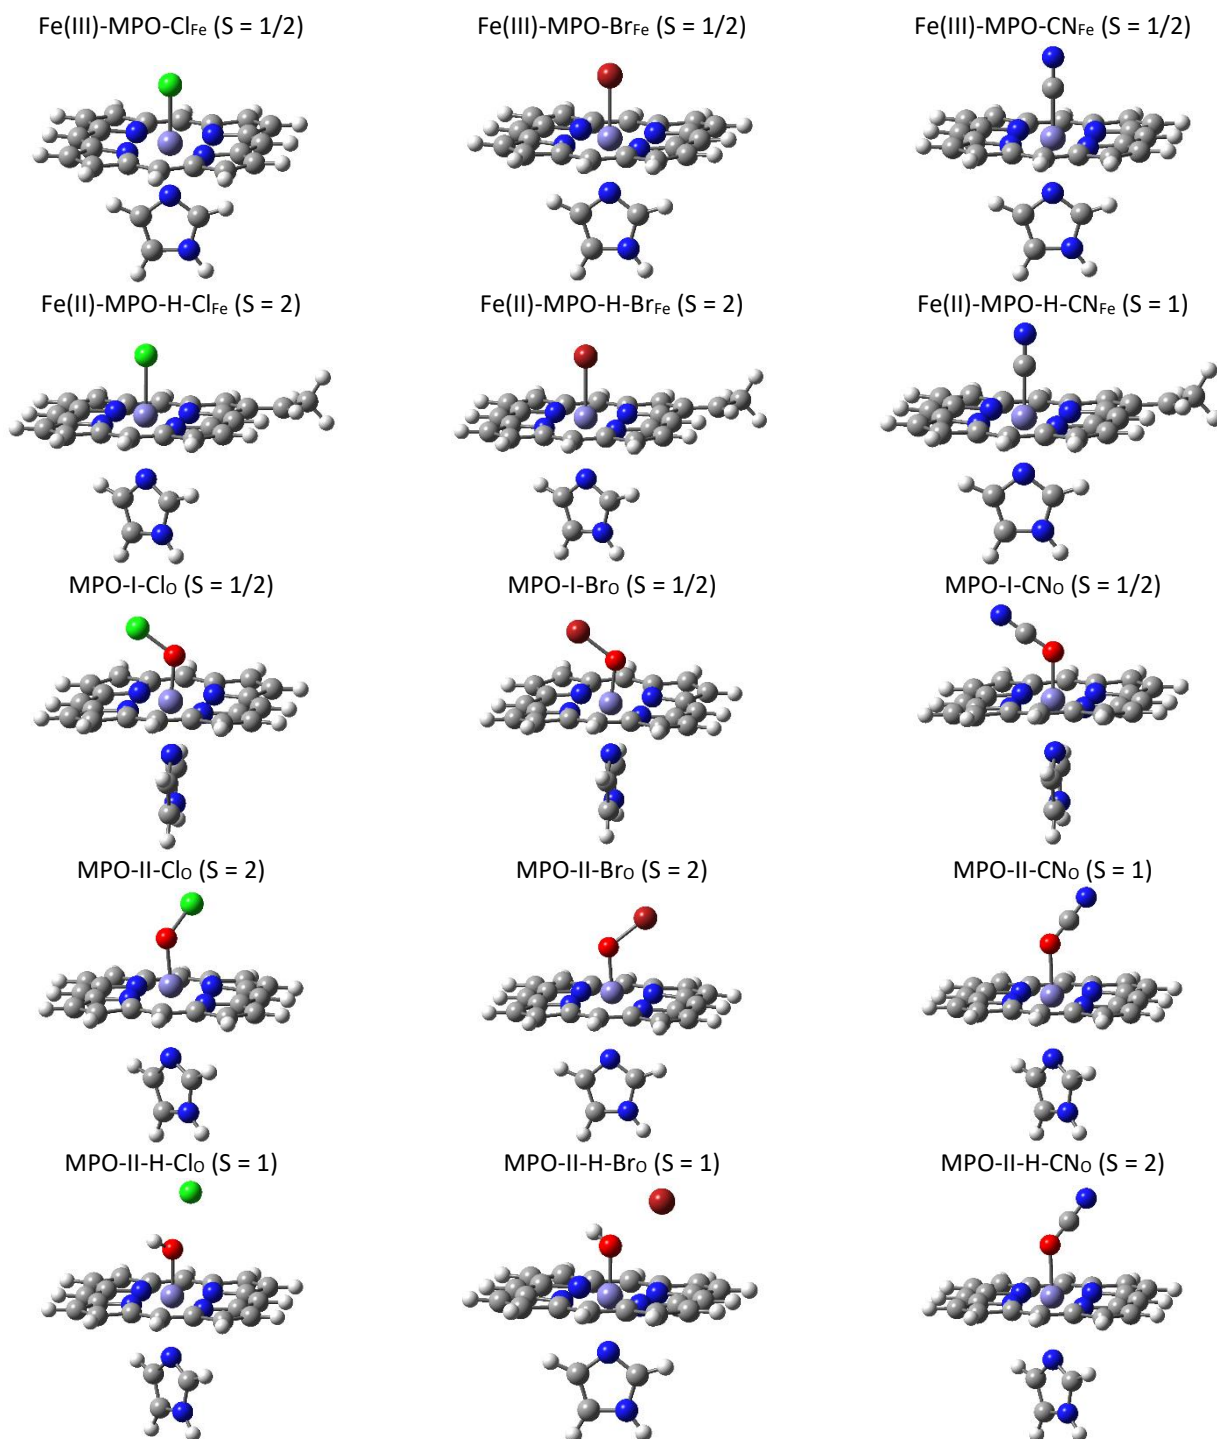 Fe(III)-MPO-ClFe (S = 1/2) Fe(III)-MPO-BrFe (S = 1/2) Fe(III)-MPO-CNFe (S = 1/2)
Fe(II)-MPO-H-ClFe (S = 2) Fe(II)-MPO-H-BrFe (S = 2) Fe(II)-MPO-H-CNFe (S = 1)
MPO-I-ClO (S = 1/2) MPO-I-BrO (S = 1/2) MPO-I-CNO (S = 1/2)
MPO-II-ClO (S = 2) MPO-II-BrO (S = 2) MPO-II-CNO (S = 1)
MPO-II-H-ClO (S = 1) MPO-II-H-BrO (S = 1) MPO-II-H-CNO (S = 2)